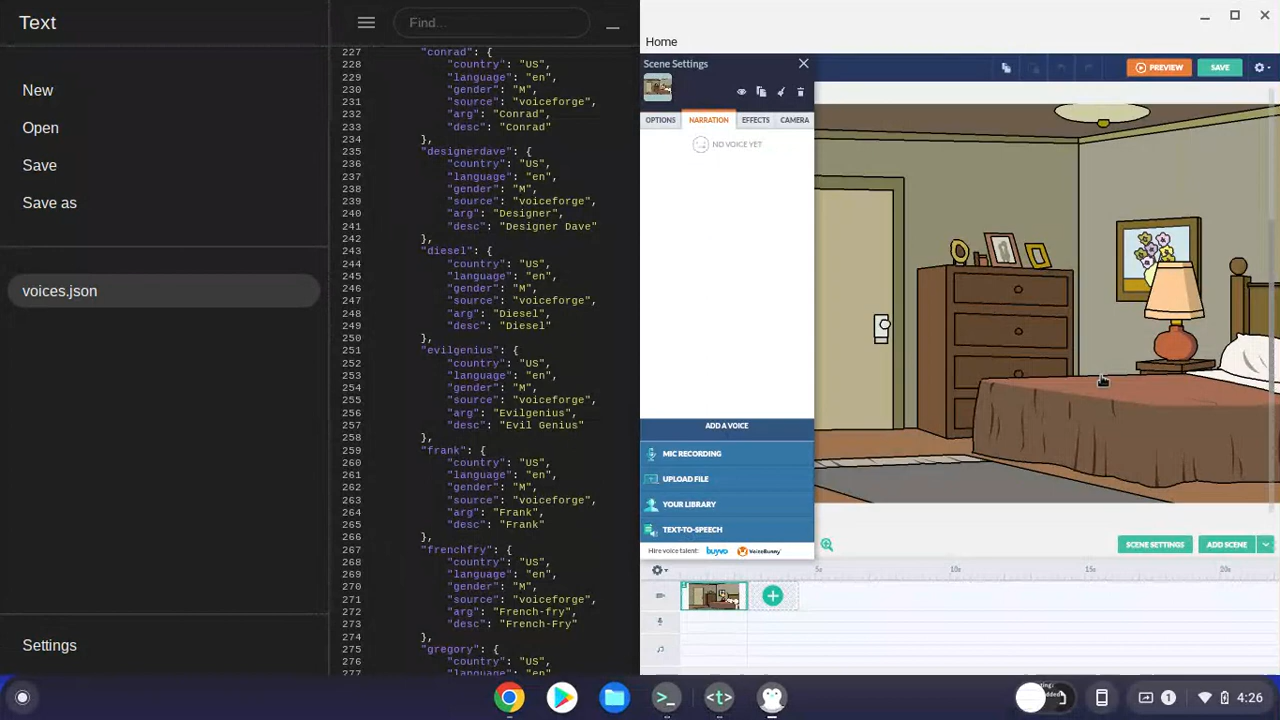 Text
Find...
Home
New
Open
Save
Save as
voices.json
Settings
227 "conrad": {
228 "country": "US",
229 "language": "en",
230 "gender": "M",
231 "source": "voiceforge",
232 "arg": "Conrad",
233 "desc": "Conrad"
234 },
235 "designerdave": {
236 "country": "US",
237 "language": "en",
238 "gender": "M",
239 "source": "voiceforge",
240 "arg": "Designer",
241 "desc": "Designer Dave"
242 },
243 "diesel": {
244 "country": "US",
245 "language": "en",
246 "gender": "M",
247 "source": "voiceforge",
248 "arg": "Diesel",
249 "desc": "Diesel"
250 },
251 "evilgenius": {
252 "country": "US",
253 "language": "en",
254 "gender": "M",
255 "source": "voiceforge",
256 "arg": "Evilgenius",
257 "desc": "Evil Genius"
258 },
259 "frank": {
260 "country": "US",
261 "language": "en",
262 "gender": "M",
263 "source": "voiceforge",
264 "arg": "Frank",
265 "desc": "Frank"
266 },
267 "frenchfry": {
268 "country": "US",
269 "language": "en",
270 "gender": "M",
271 "source": "voiceforge",
272 "arg": "French-fry",
273 "desc": "French-Fry"
274 },
275 "gregory": {
276 "country": "US",
277 "language": "en",
Scene Settings
PREVIEW
SAVE
OPTIONS NARRATION EFFECTS CAMERA
NO VOICE YET
ADD A VOICE
MIC RECORDING
UPLOAD FILE
YOUR LIBRARY
TEXT-TO-SPEECH
Hire voice talent: buyvo VoiceBunny
SCENE SETTINGS
ADD SCENE
5s 10s 15s 20s
1 4:26